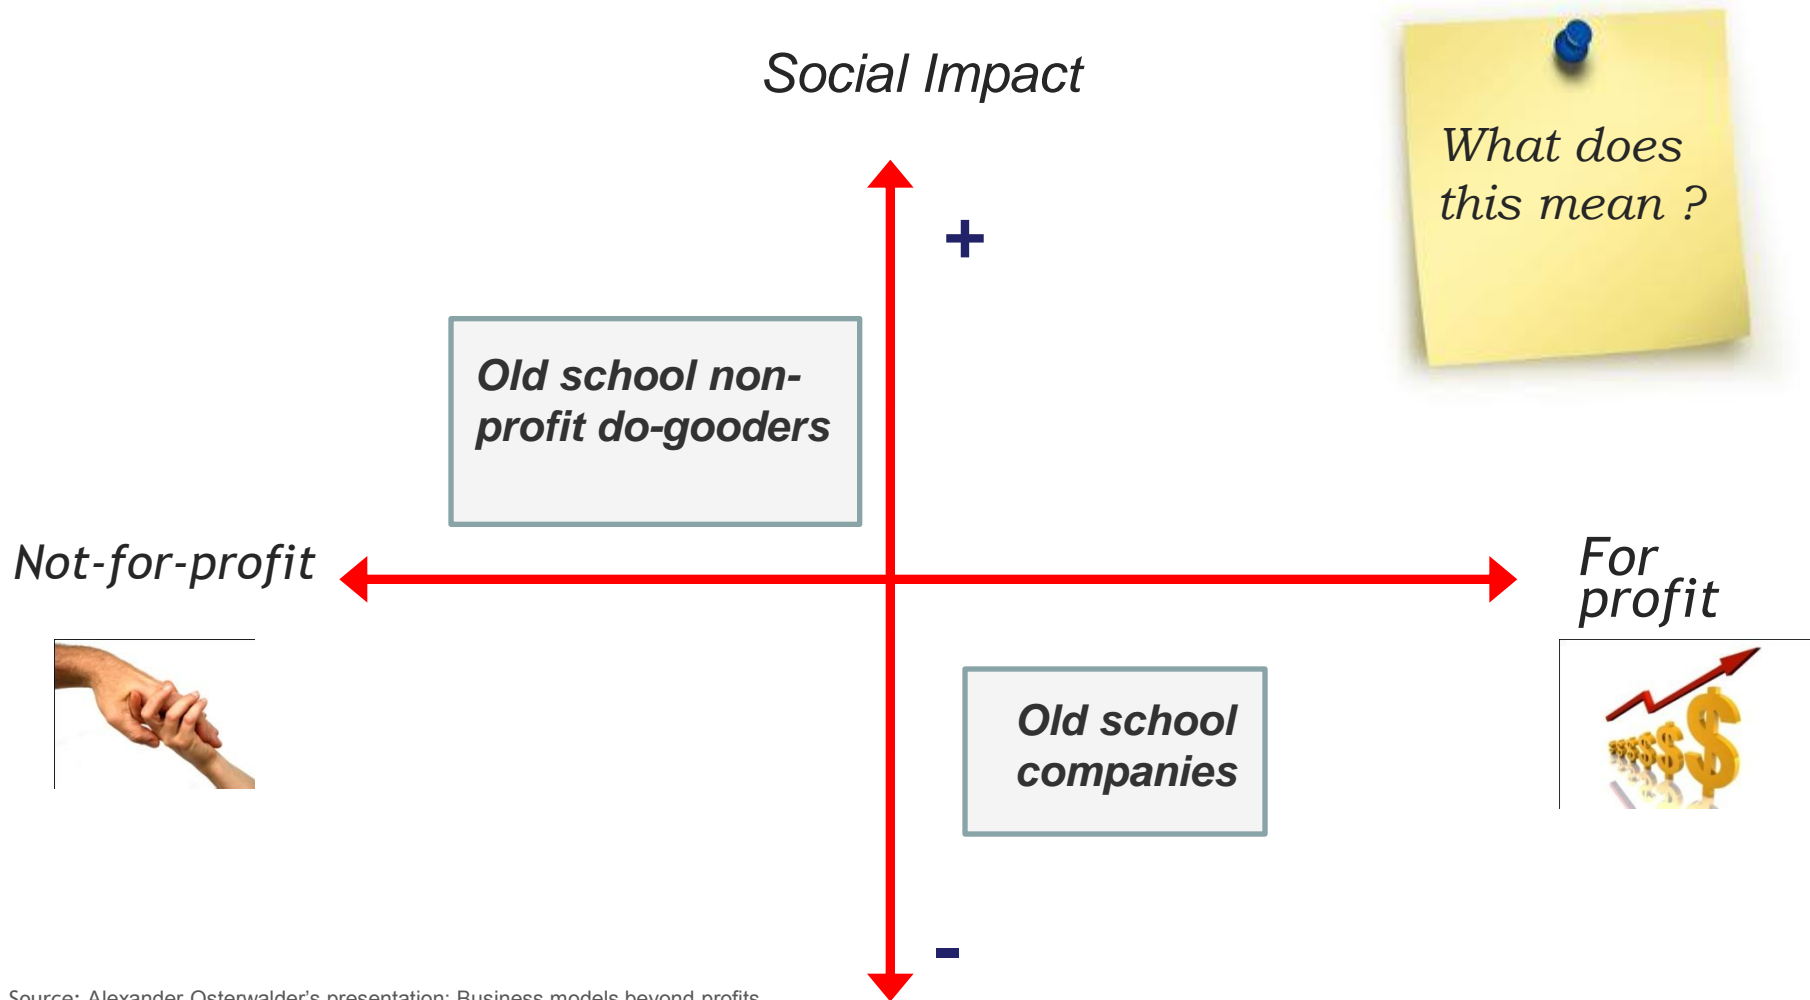 Social Impact
What does
this mean ?
+
Old school non-
profit do-gooders
Not-for-profit
For
profit
Old school
companies
-
Source: Alexander Osterwalder's presentation: Business models beyond profits